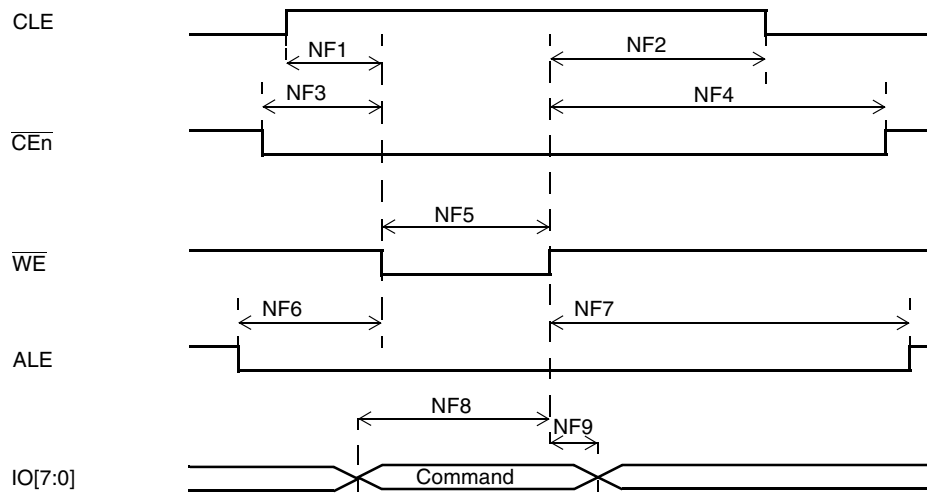 CLE
NF1
NF2
NF3
NF4
CEn
NF5
WE
NF6
NF7
ALE
NF8
NF9
IO[7:0]
Command